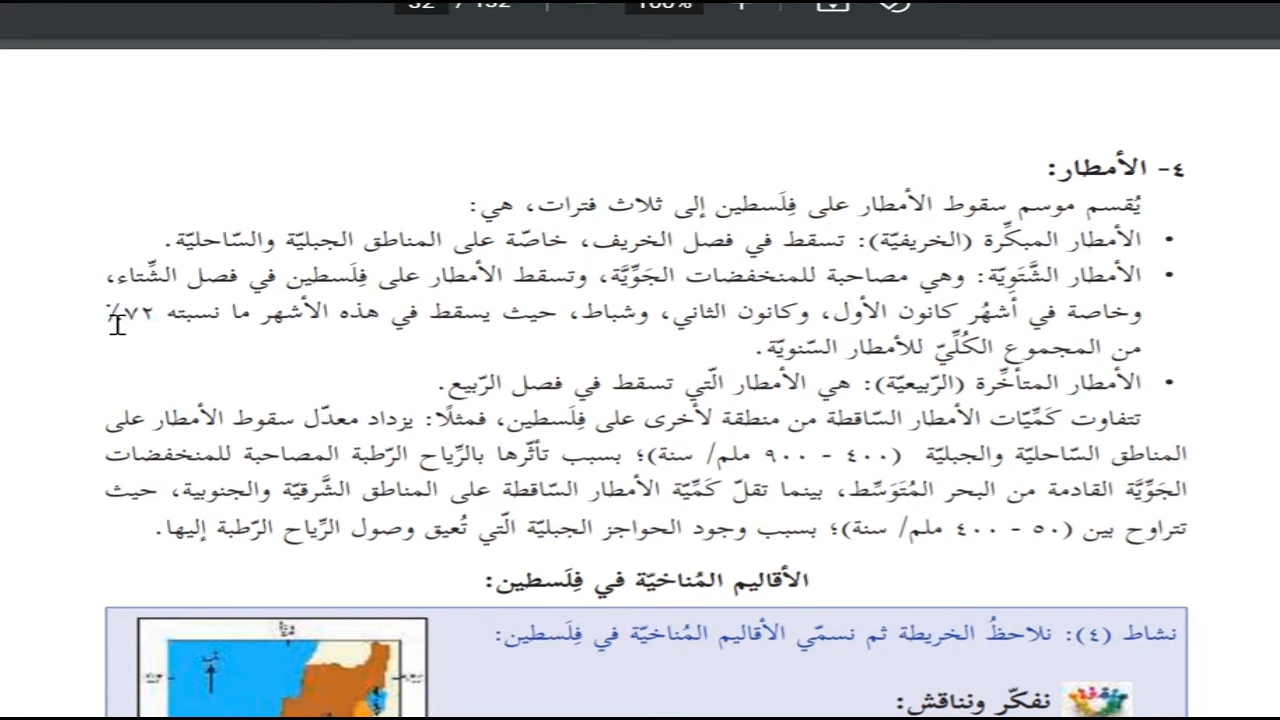 32 / 132
100%
٤- الأمطار:
يُقسم موسم سقوط الأمطار على فِلَسطين إلى ثلاث فترات، هي:
• الأمطار المبكِّرة (الخريفيّة): تسقط في فصل الخريف، خاصّة على المناطق الجبليّة والسّاحليّة.
• الأمطار الشَّتَوِيّة: وهي مصاحبة للمنخفضات الجَوِّيَّة، وتسقط الأمطار على فِلَسطين في فصل الشِّتاء،
وخاصة في أشهُر كانون الأول، وكانون الثاني، وشباط، حيث يسقط في هذه الأشهر ما نسبته ٧٢٪
من المجموع الكُلِّيّ للأمطار السّنويّة.
• الأمطار المتأخِّرة (الرّبيعيّة): هي الأمطار الّتي تسقط في فصل الرّبيع.
تتفاوت كَمِّيّات الأمطار السّاقطة من منطقة لأخرى على فِلَسطين، فمثلًا: يزداد معدّل سقوط الأمطار على
المناطق السّاحليّة والجبليّة (٤٠٠ - ٩٠٠ ملم/ سنة)؛ بسبب تأثّرها بالرِّياح الرّطبة المصاحبة للمنخفضات
الجَوِّيَّة القادمة من البحر المُتَوَسِّط، بينما تقلّ كَمِّيّة الأمطار السّاقطة على المناطق الشَّرقيّة والجنوبية، حيث
تتراوح بين (٥٠ - ٤٠٠ ملم/ سنة)؛ بسبب وجود الحواجز الجبليّة الّتي تُعيق وصول الرِّياح الرّطبة إليها.
الأقاليم المُناخيّة في فِلَسطين:
نشاط (٤): نلاحظُ الخريطة ثم نسمّي الأقاليم المُناخيّة في فِلَسطين:
نفكّر ونناقش: